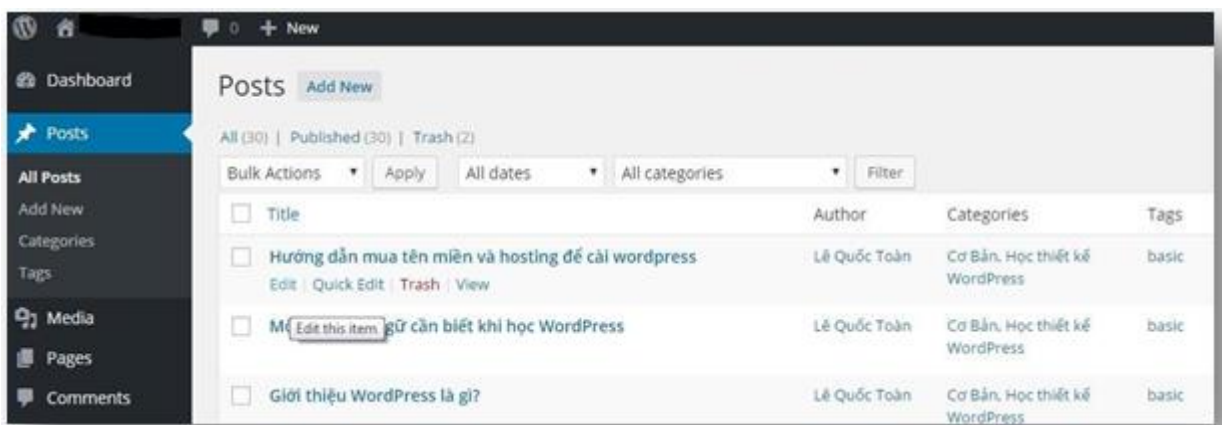 0 New
Dashboard
Posts
All Posts
Add New
Categories
Tags
Media
Pages
Comments
Posts Add New
All (30) | Published (30) | Trash (2)
Bulk Actions Apply All dates All categories Filter
Title Author Categories Tags
Hướng dẫn mua tên miền và hosting để cài wordpress Lê Quốc Toàn Cơ Bản, Học thiết kế basic
Edit | Quick Edit | Trash | View WordPress
Edit this item cần biết khi học WordPress Lê Quốc Toàn Cơ Bản, Học thiết kế basic
WordPress
Giới thiệu WordPress là gì? Lê Quốc Toàn Cơ Bản, Học thiết kế basic
WordPress